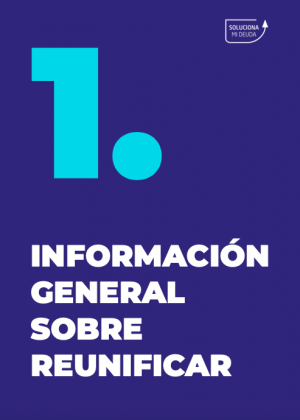 SOLUCIONA
MI DEUDA
1.
INFORMACIÓN
GENERAL
SOBRE
REUNIFICAR